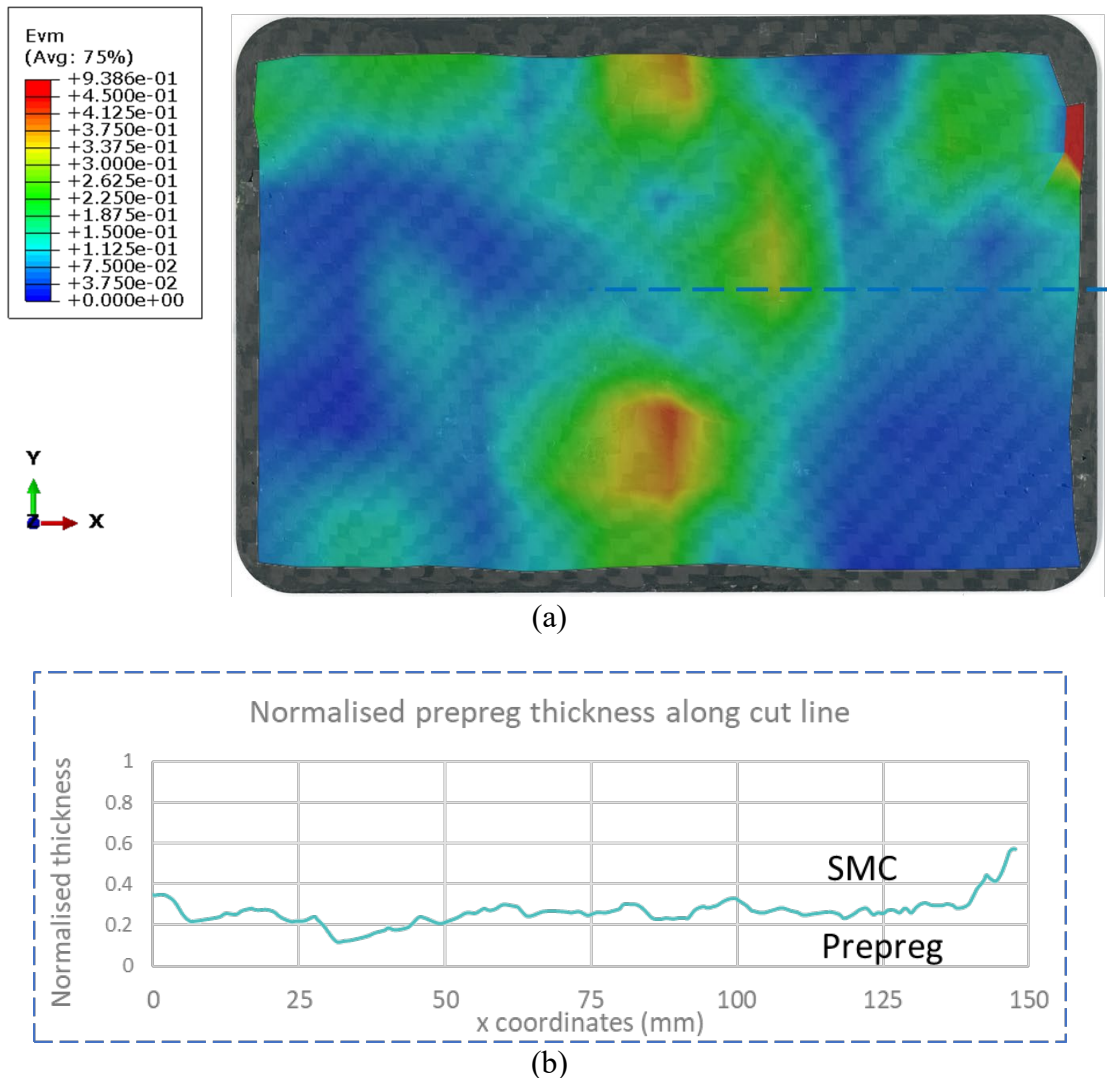 Evm
(Avg: 75%)
+9.386e-01
+4.500e-01
+4.125e-01
+3.750e-01
+3.375e-01
+3.000e-01
+2.625e-01
+2.250e-01
+1.875e-01
+1.500e-01
+1.125e-01
+7.500e-02
+3.750e-02
+0.000e+00
Y
Z
X
(a)
Normalised prepreg thickness along cut line
Normalised thickness
1
0.8
0.6
0.4
0.2
0
SMC
Prepreg
0 25 50 75 100 125 150
x coordinates (mm)
(b)